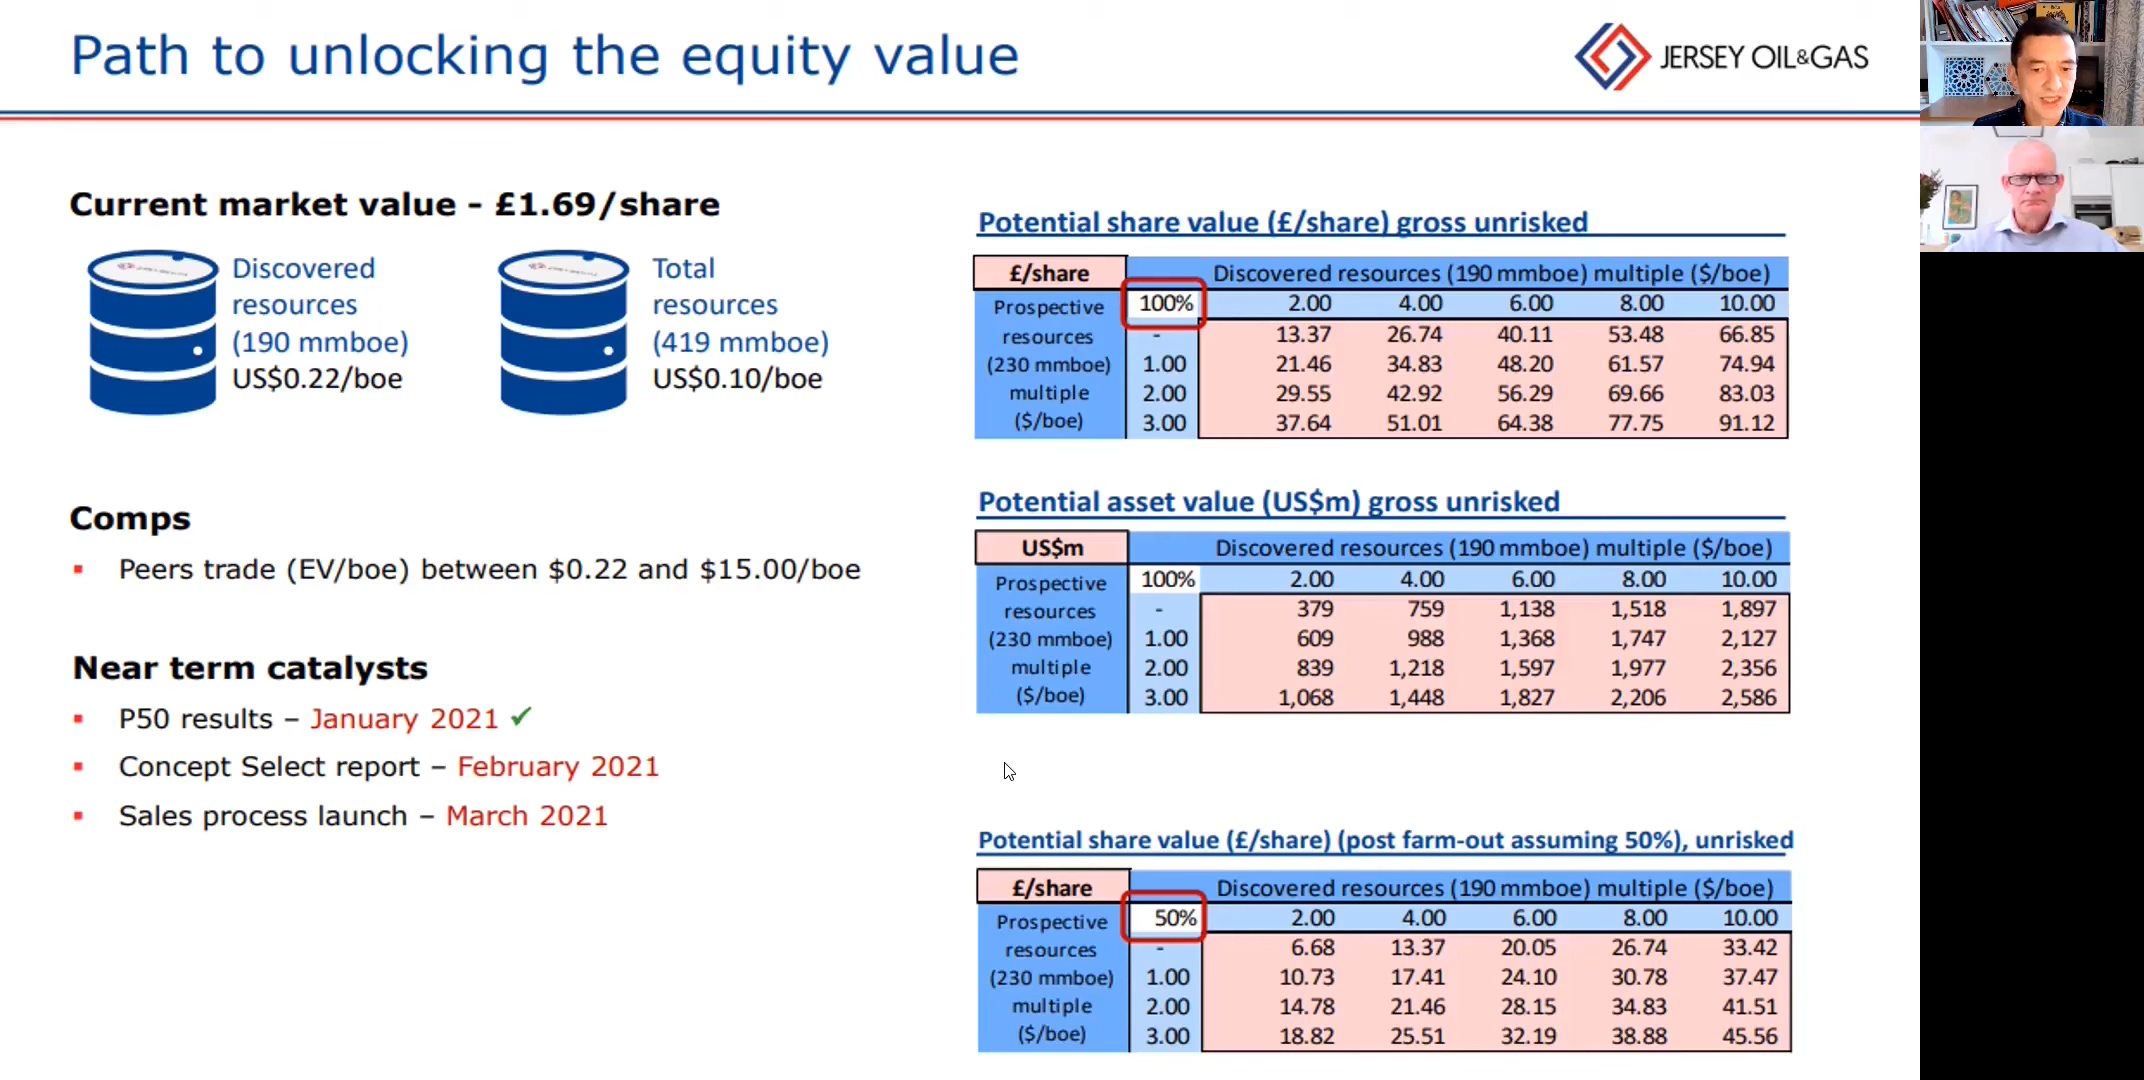 Path to unlocking the equity value
JERSEY OIL&GAS
Current market value - £1.69/share
Discovered
resources
(190 mmboe)
US$0.22/boe
Total
resources
(419 mmboe)
US$0.10/boe
Comps
▪ Peers trade (EV/boe) between $0.22 and $15.00/boe
Near term catalysts
▪ P50 results – January 2021 ✓
▪ Concept Select report – February 2021
▪ Sales process launch – March 2021
Potential share value (£/share) gross unrisked
£/share Discovered resources (190 mmboe) multiple ($/boe)
Prospective 100% 2.00 4.00 6.00 8.00 10.00
resources - 13.37 26.74 40.11 53.48 66.85
(230 mmboe) 1.00 21.46 34.83 48.20 61.57 74.94
multiple 2.00 29.55 42.92 56.29 69.66 83.03
($/boe) 3.00 37.64 51.01 64.38 77.75 91.12
Potential asset value (US$m) gross unrisked
US$m Discovered resources (190 mmboe) multiple ($/boe)
Prospective 100% 2.00 4.00 6.00 8.00 10.00
resources - 379 759 1,138 1,518 1,897
(230 mmboe) 1.00 609 988 1,368 1,747 2,127
multiple 2.00 839 1,218 1,597 1,977 2,356
($/boe) 3.00 1,068 1,448 1,827 2,206 2,586
Potential share value (£/share) (post farm-out assuming 50%), unrisked
£/share Discovered resources (190 mmboe) multiple ($/boe)
Prospective 50% 2.00 4.00 6.00 8.00 10.00
resources - 6.68 13.37 20.05 26.74 33.42
(230 mmboe) 1.00 10.73 17.41 24.10 30.78 37.47
multiple 2.00 14.78 21.46 28.15 34.83 41.51
($/boe) 3.00 18.82 25.51 32.19 38.88 45.56